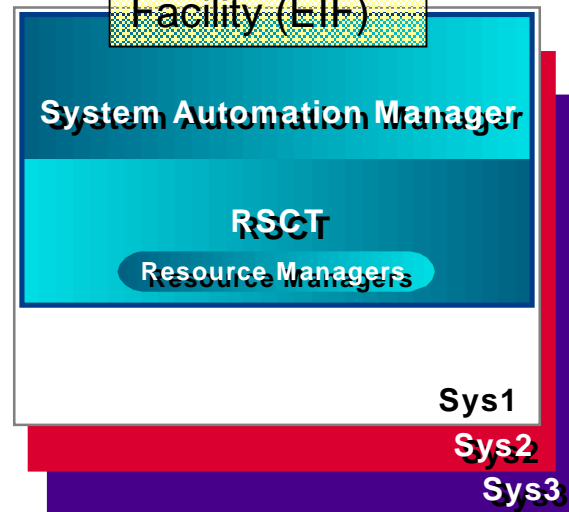 Facility (EIF)
System Automation Manager
RSCT
Resource Managers
Sys1
Sys2
Sys3